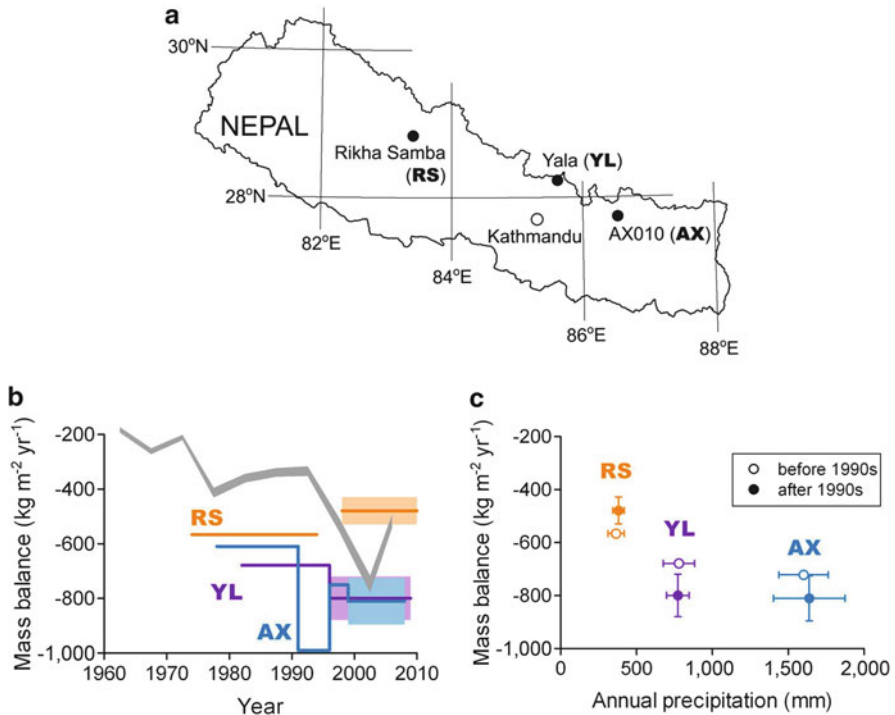 a
30°N
NEPAL
Rikha Samba
(RS)
Yala (YL)
28°N
Kathmandu
AX010 (AX)
82°E
84°E
86°E
88°E
b
Mass balance (kg m⁻² yr⁻¹)
-200
-400
-600
-800
-1,000
RS
YL
AX
1960 1970 1980 1990 2000 2010
Year
c
Mass balance (kg m⁻² yr⁻¹)
-200
-400
-600
-800
-1,000
before 1990s
after 1990s
RS
YL
AX
0 500 1,000 1,500 2,000
Annual precipitation (mm)